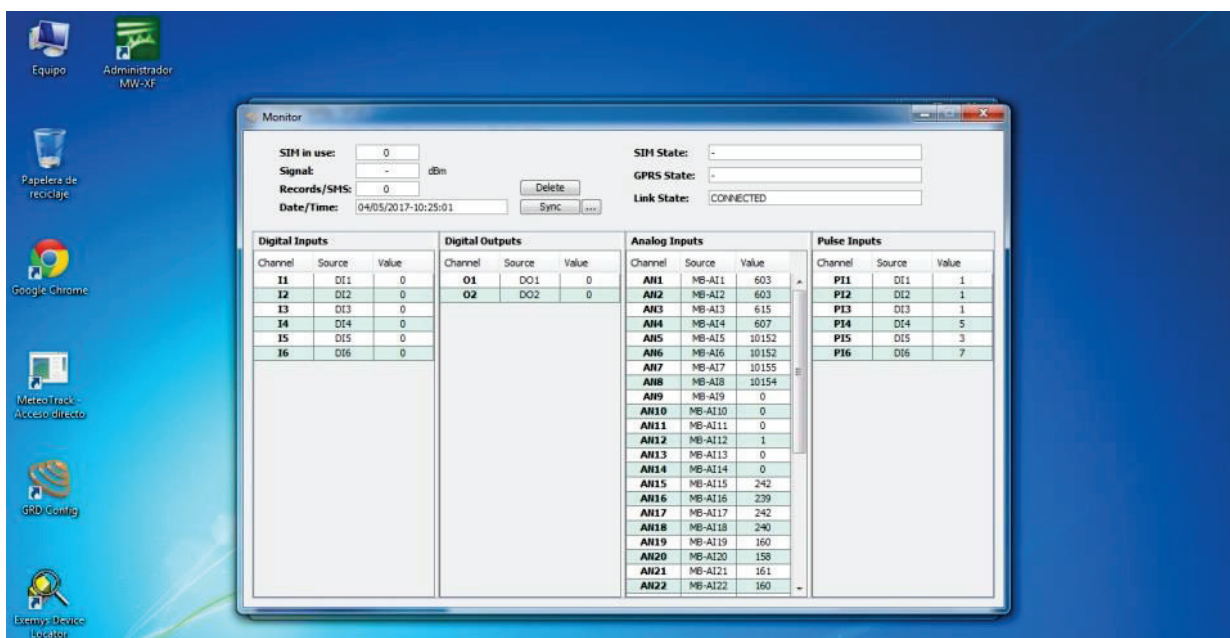 Equipo
Administrador
MW-XF
Papelera de
reciclaje
Google Chrome
MeteoTrack -
Acceso directo
GRD Config
Exemys Device
Locator
Monitor
SIM in use: 0
Signal: - dBm
Records/SMS: 0 Delete
Date/Time: 04/05/2017-10:25:01 Sync ...
SIM State: -
GPRS State: -
Link State: CONNECTED
Digital Inputs
Channel Source Value
I1 DI1 0
I2 DI2 0
I3 DI3 0
I4 DI4 0
I5 DI5 0
I6 DI6 0
Digital Outputs
Channel Source Value
O1 DO1 0
O2 DO2 0
Analog Inputs
Channel Source Value
AN1 MB-AI1 603
AN2 MB-AI2 603
AN3 MB-AI3 615
AN4 MB-AI4 607
AN5 MB-AI5 10152
AN6 MB-AI6 10152
AN7 MB-AI7 10155
AN8 MB-AI8 10154
AN9 MB-AI9 0
AN10 MB-AI10 0
AN11 MB-AI11 0
AN12 MB-AI12 1
AN13 MB-AI13 0
AN14 MB-AI14 0
AN15 MB-AI15 242
AN16 MB-AI16 239
AN17 MB-AI17 242
AN18 MB-AI18 240
AN19 MB-AI19 160
AN20 MB-AI20 158
AN21 MB-AI21 161
AN22 MB-AI22 160
Pulse Inputs
Channel Source Value
PI1 DI1 1
PI2 DI2 1
PI3 DI3 1
PI4 DI4 5
PI5 DI5 3
PI6 DI6 7